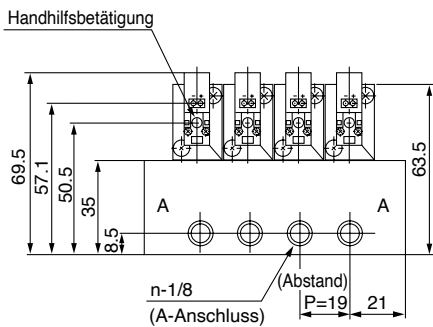 Handhilfsbetätigung
- +
- +
- +
- +
69.5
57.1
50.5
35
8.5
63.5
A
A
n-1/8
(A-Anschluss)
(Abstand)
P=19
21